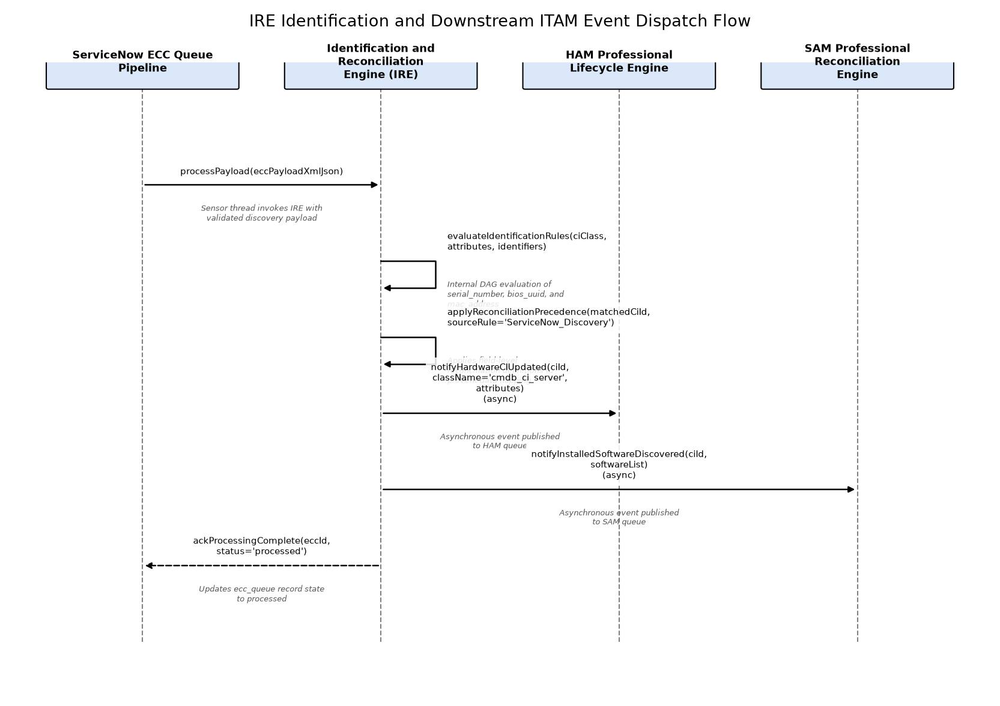 IRE Identification and Downstream ITAM Event Dispatch Flow
ServiceNow ECC Queue
Pipeline
Identification and
Reconciliation
Engine (IRE)
HAM Professional
Lifecycle Engine
SAM Professional
Reconciliation
Engine
processPayload(eccPayloadXmlJson)
Sensor thread invokes IRE with
validated discovery payload
evaluateIdentificationRules(ciClass,
attributes, identifiers)
Internal DAG evaluation of
serial_number, bios_uuid, and
mac_address
applyReconciliationPrecedence(matchedCiId,
sourceRule='ServiceNow_Discovery')
Applies field-level
notifyHardwareCIUpdated(ciId,
className='cmdb_ci_server',
attributes)
(async)
Asynchronous event published
to HAM queue
notifyInstalledSoftwareDiscovered(ciId,
softwareList)
(async)
Asynchronous event published
to SAM queue
ackProcessingComplete(eccId,
status='processed')
Updates ecc_queue record state
to processed